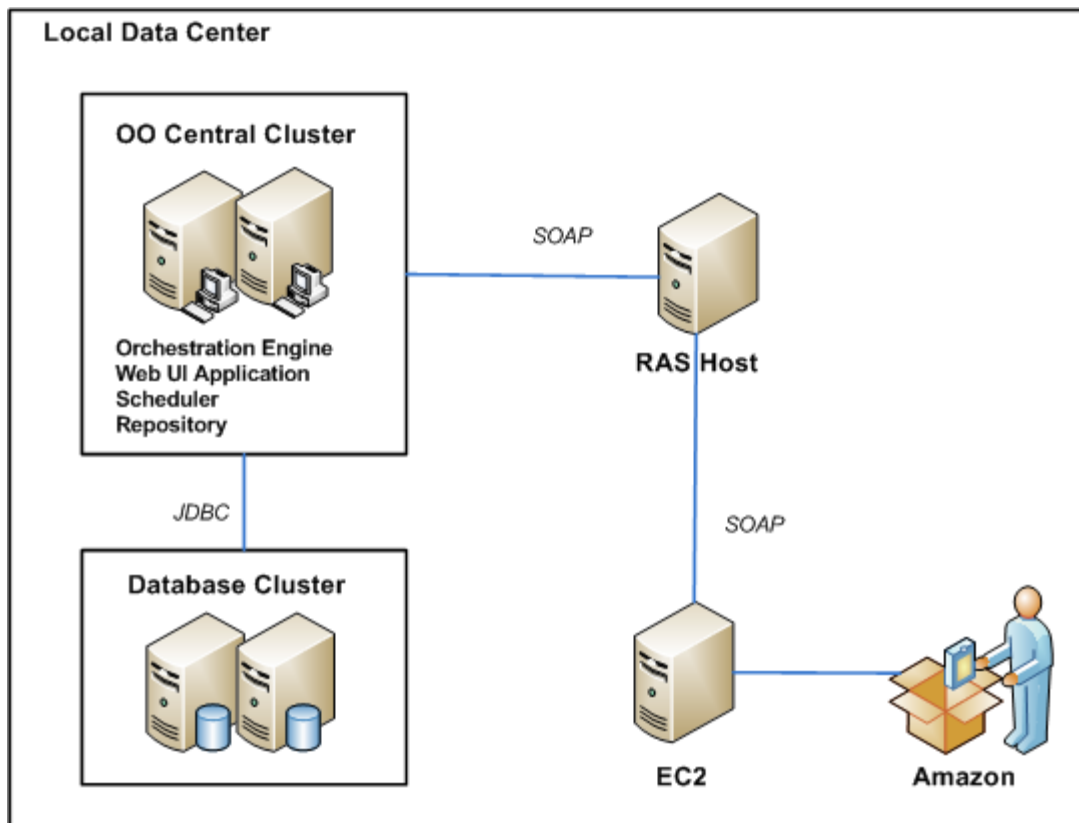 Local Data Center
OO Central Cluster
SOAP
Orchestration Engine
Web UI Application
Scheduler
Repository
RAS Host
JDBC
SOAP
Database Cluster
EC2
Amazon